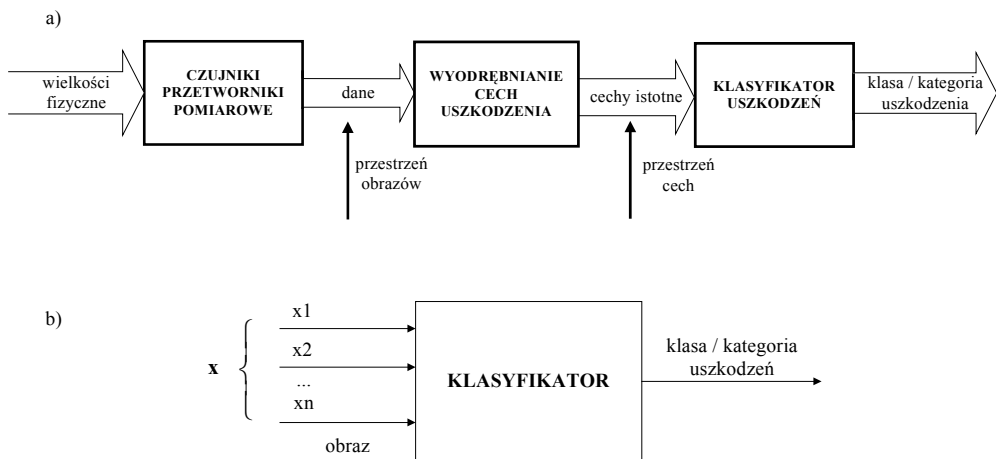 a)
wielkości
fizyczne
CZUJNIKI
PRZETWORNIKI
POMIAROWE
dane
WYODRĘBNIANIE
CECH
USZKODZENIA
cechy istotne
KLASYFIKATOR
USZKODZEŃ
klasa / kategoria
uszkodzenia
przestrzeń
obrazów
przestrzeń
cech
b)
x
x1
x2
...
xn
obraz
KLASYFIKATOR
klasa / kategoria
uszkodzeń